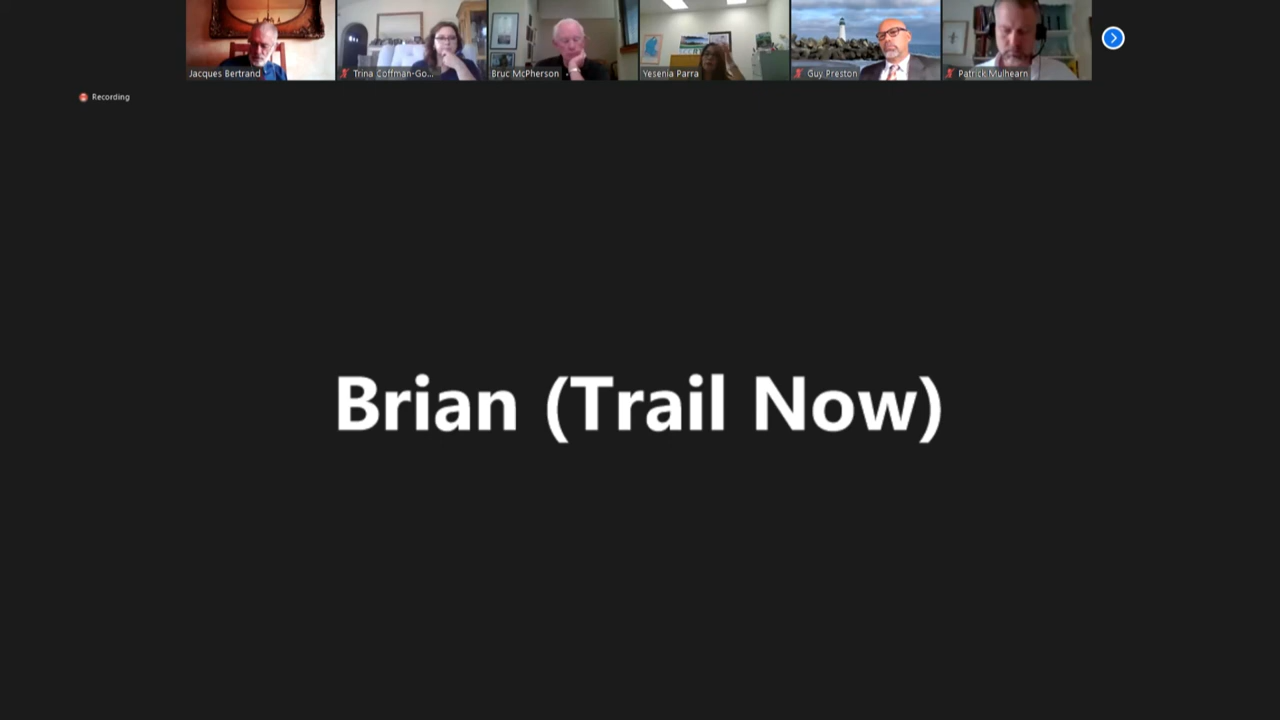 Jacques Bertrand
Trina Coffman-Go...
Bruc McPherson
Yesenia Parra
Guy Preston
Patrick Mulhearn
Recording
Brian (Trail Now)